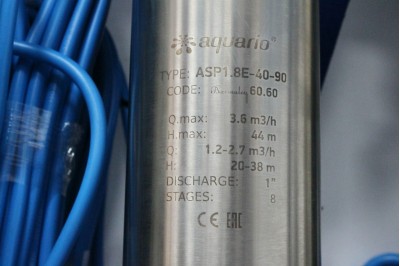 aquario®
TYPE: ASP1.8E-40-90
CODE: 60.60
Q.max: 3.6 m3/h
H.max: 44 m
Q: 1.2-2.7 m3/h
H: 20-38 m
DISCHARGE: 1"
STAGES: 8
CE EAC